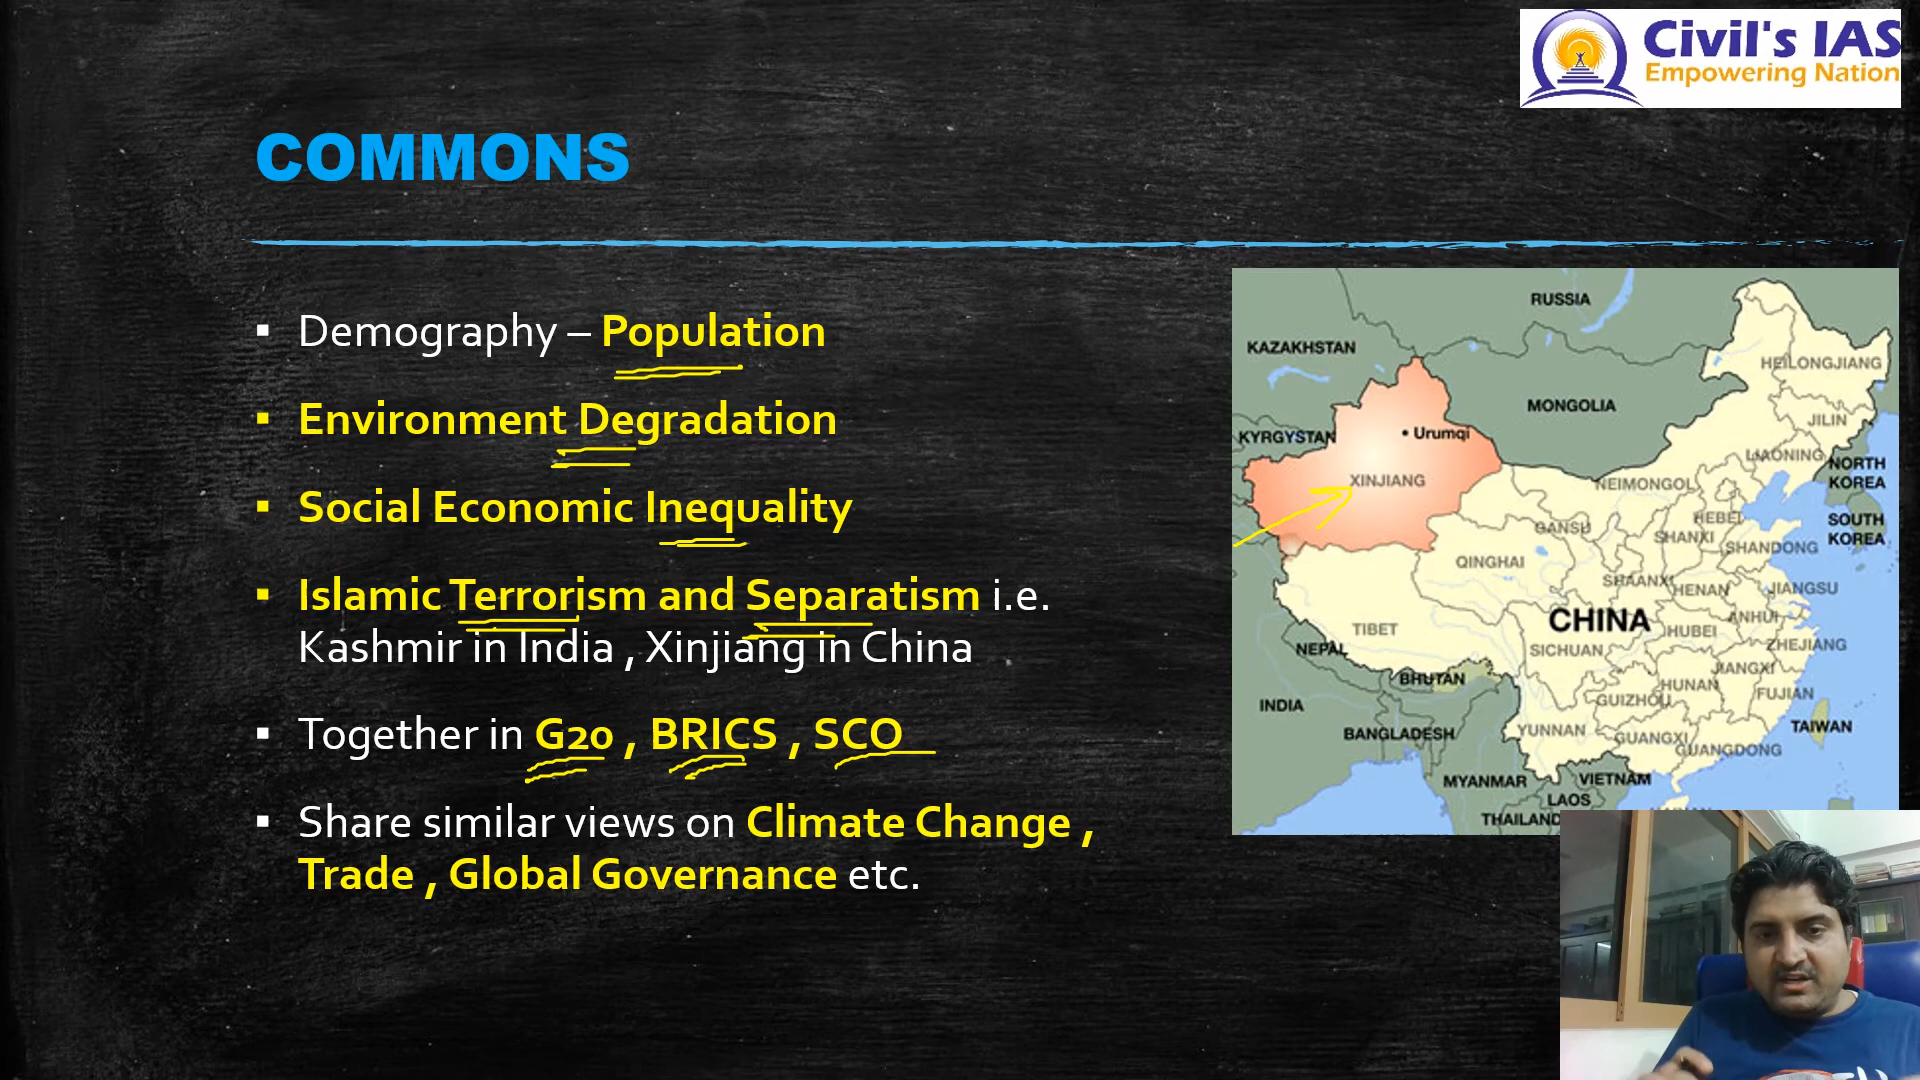 Civil's IAS
Empowering Nation
COMMONS
▪ Demography – Population
▪ Environment Degradation
▪ Social Economic Inequality
▪ Islamic Terrorism and Separatism i.e.
Kashmir in India , Xinjiang in China
▪ Together in G20 , BRICS , SCO
▪ Share similar views on Climate Change ,
Trade , Global Governance etc.
RUSSIA
KAZAKHSTAN
HEILONGJIANG
MONGOLIA
JILIN
KYRGYSTAN
Urumqi
LIAONING
NORTH
KOREA
XINJIANG
NEIMONGOL
HEBEI
GANSU
SHANXI
SOUTH
KOREA
SHANDONG
QINGHAI
SHAANXI
HENAN
JIANGSU
CHINA
ANHUI
TIBET
HUBEI
ZHEJIANG
NEPAL
SICHUAN
JIANGXI
BHUTAN
HUNAN
FUJIAN
INDIA
GUIZHOU
TAIWAN
BANGLADESH
YUNNAN
GUANGXI
GUANGDONG
MYANMAR
VIETNAM
LAOS
THAILAND